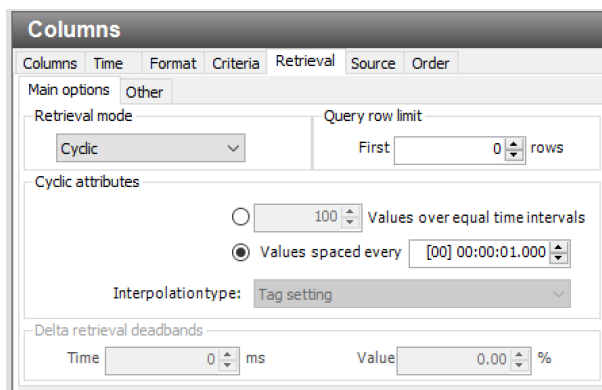 Columns
Columns Time Format Criteria Retrieval Source Order
Main options Other
Retrieval mode Query row limit
Cyclic First 0 rows
Cyclic attributes
100 Values over equal time intervals
Values spaced every [00] 00:00:01.000
Interpolationtype: Tag setting
Delta retrieval deadbands
Time 0 ms Value 0.00 %